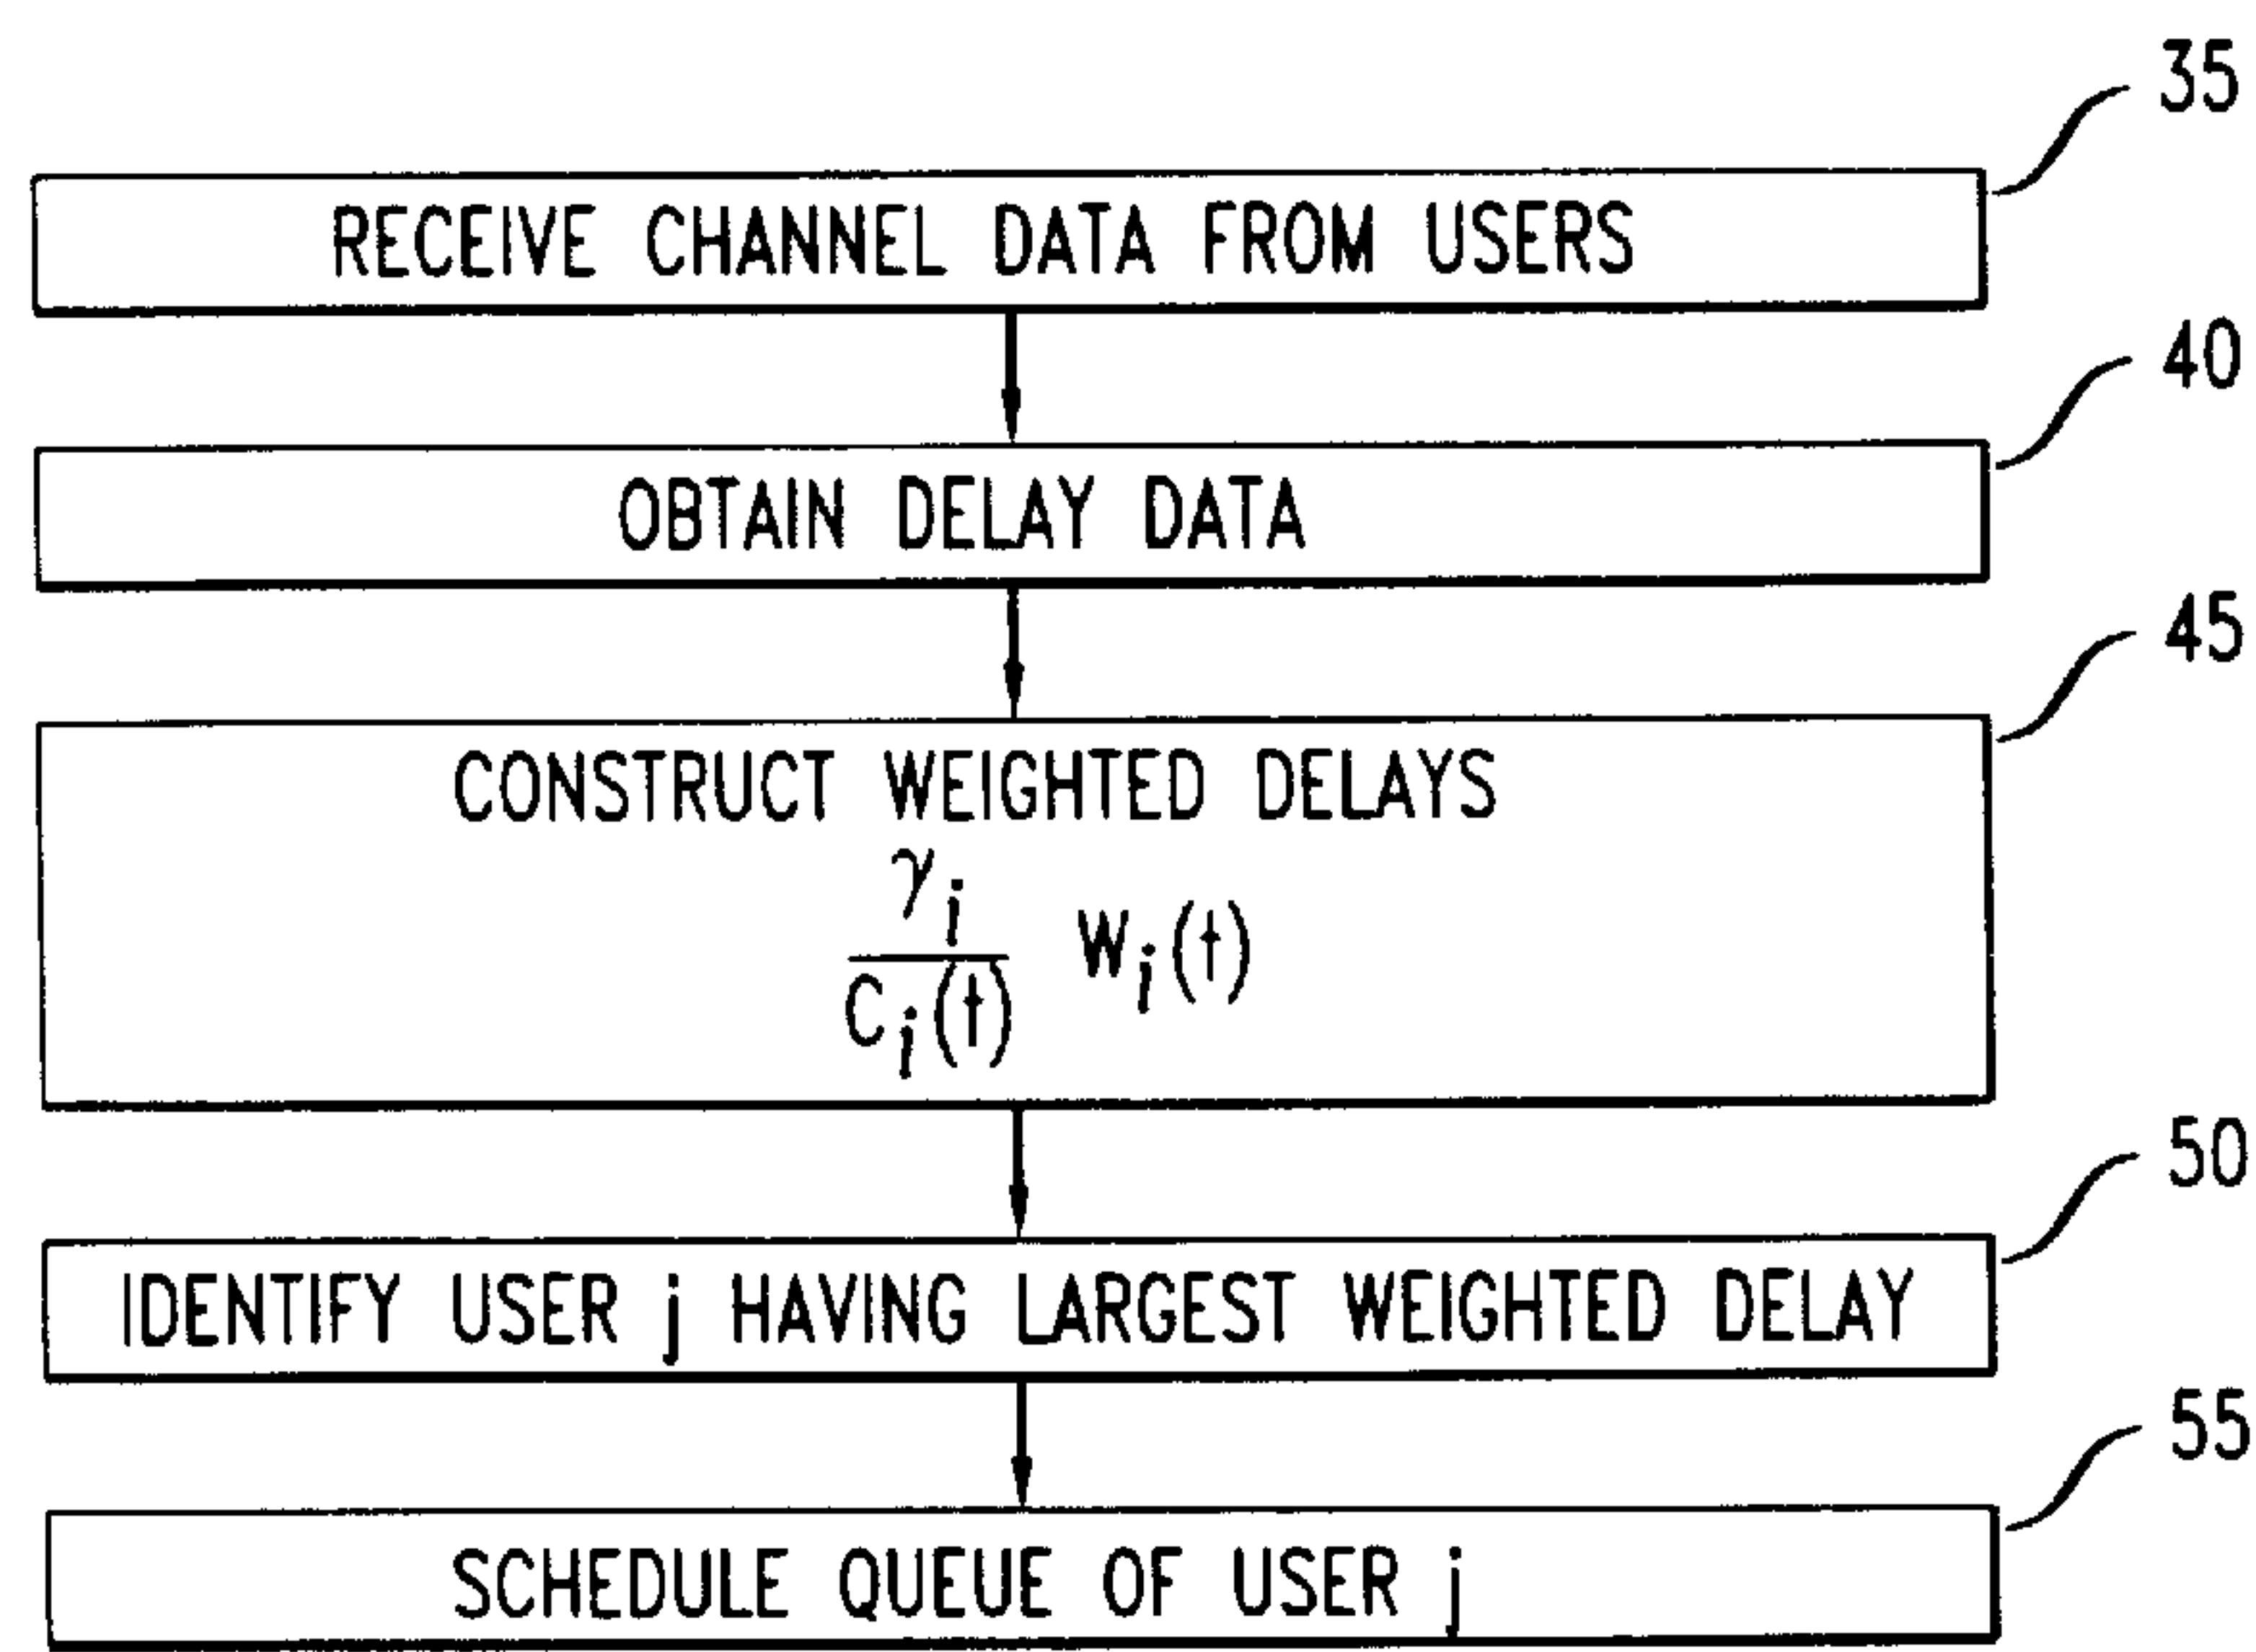 35
RECEIVE CHANNEL DATA FROM USERS
40
OBTAIN DELAY DATA
45
CONSTRUCT WEIGHTED DELAYS
γi
Ci(t)
Wi(t)
50
IDENTIFY USER j HAVING LARGEST WEIGHTED DELAY
55
SCHEDULE QUEUE OF USER j